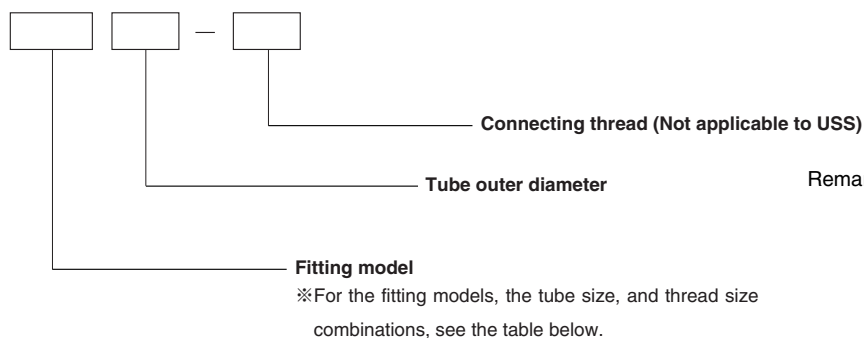 —
Connecting thread (Not applicable to USS)
Tube outer diameter
Rema
Fitting model
※For the fitting models, the tube size, and thread size
combinations, see the table below.